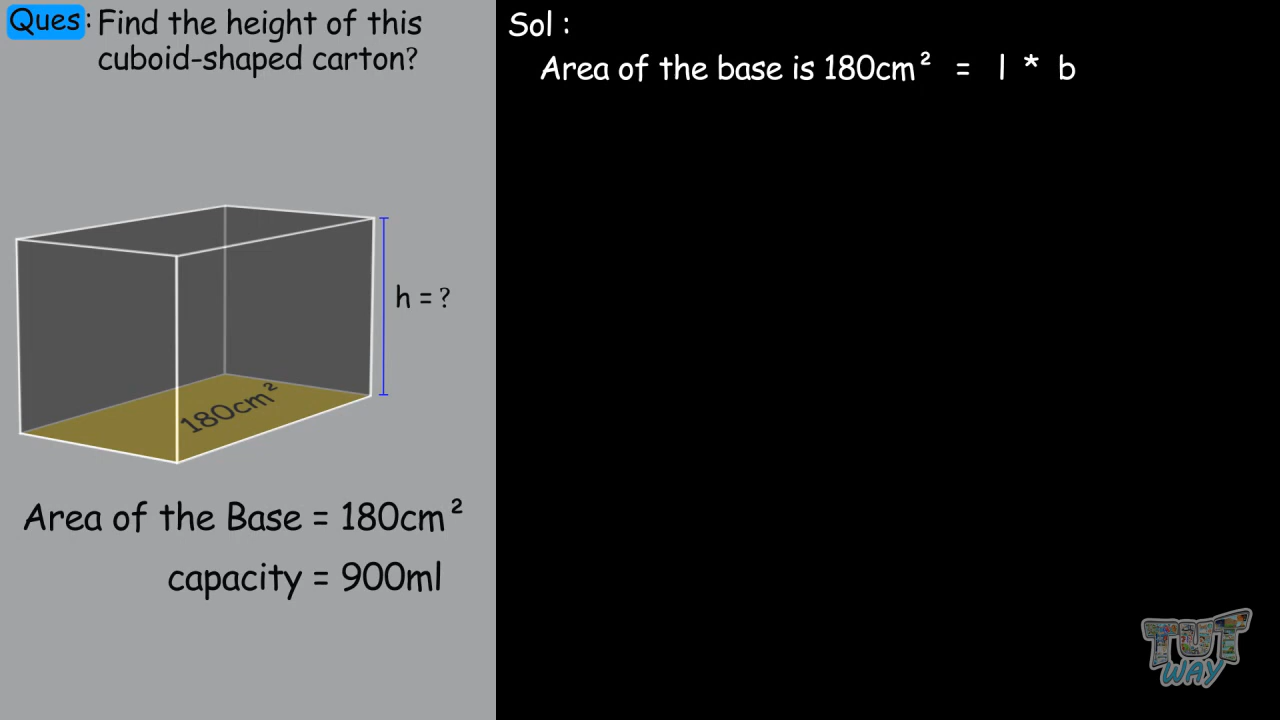 Ques : Find the height of this
cuboid-shaped carton?
h = ?
180cm²
Area of the Base = 180cm²
capacity = 900ml
Sol :
Area of the base is 180cm² = l * b
TUT
WAY